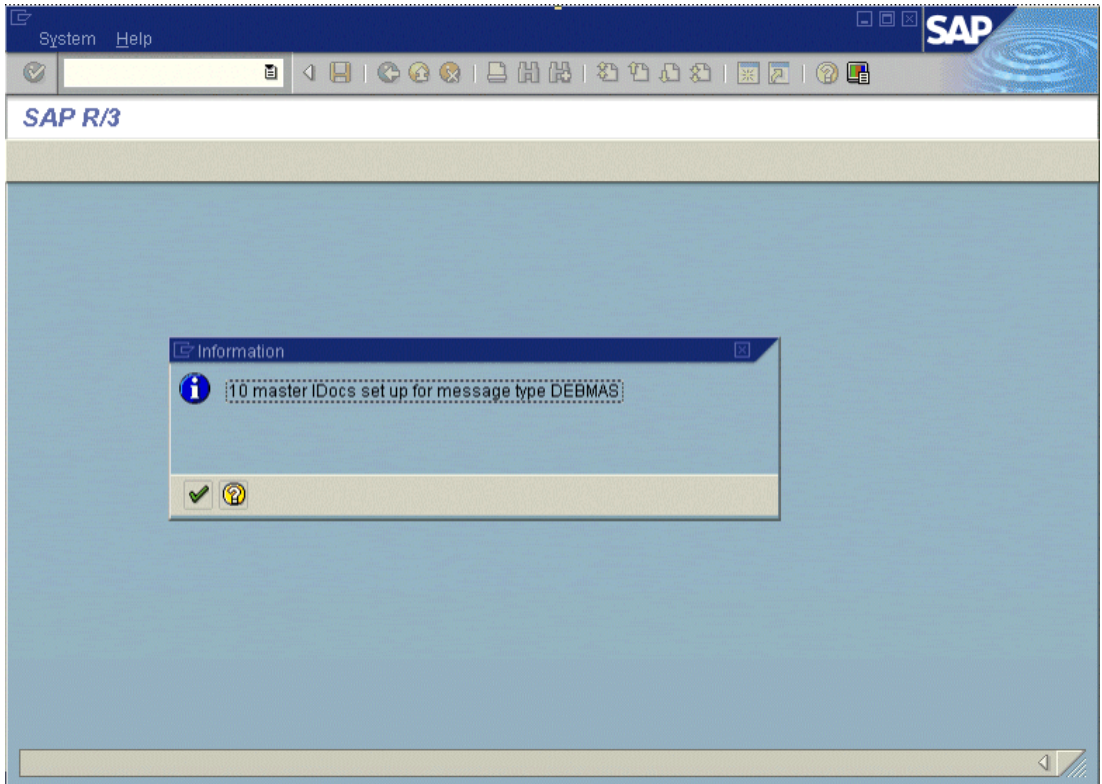 System Help
SAP
SAP R/3
Information
10 master IDocs set up for message type DEBMAS